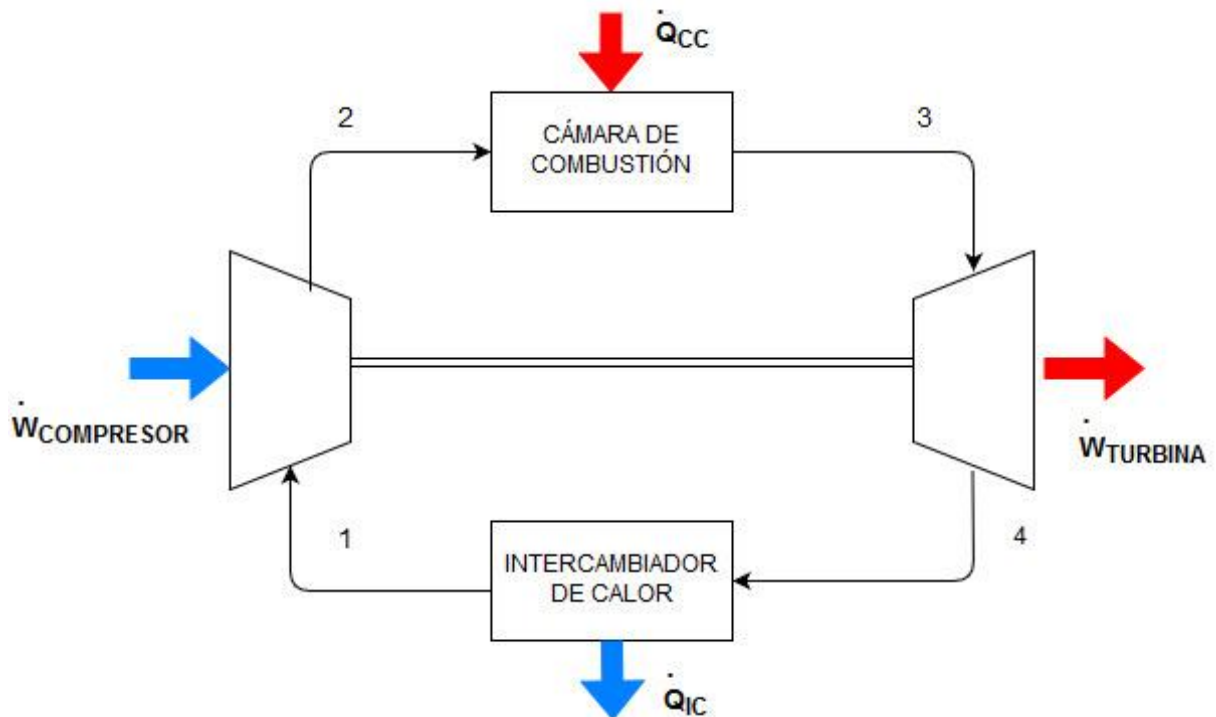 Q̇CC
2
CÁMARA DE
COMBUSTIÓN
3
ẆCOMPRESOR
ẆTURBINA
1
INTERCAMBIADOR
DE CALOR
4
Q̇IC